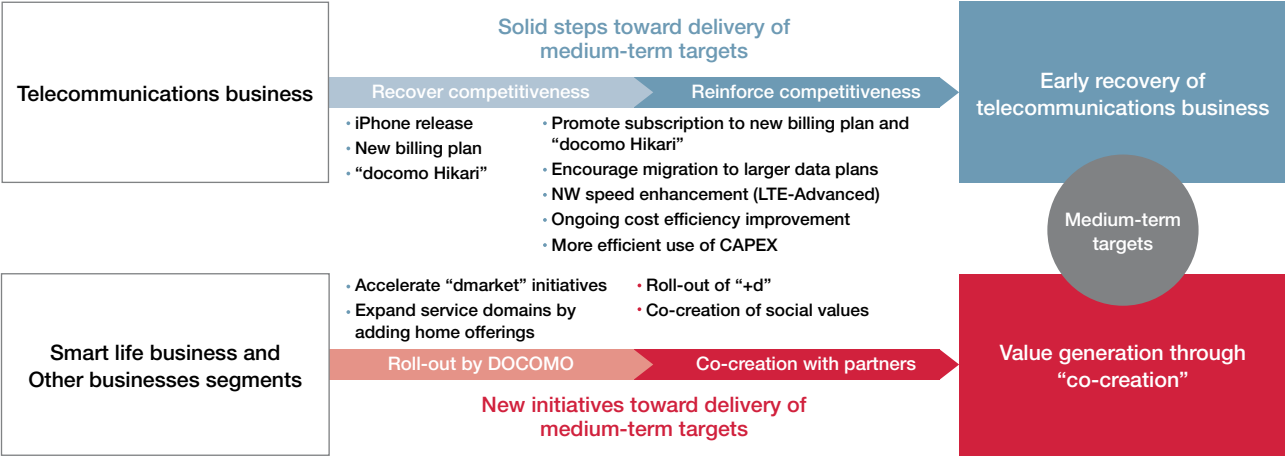 Solid steps toward delivery of
medium-term targets
Telecommunications business
Recover competitiveness
Reinforce competitiveness
Early recovery of
telecommunications business
• iPhone release
• New billing plan
• “docomo Hikari”
• Promote subscription to new billing plan and
“docomo Hikari”
• Encourage migration to larger data plans
• NW speed enhancement (LTE-Advanced)
• Ongoing cost efficiency improvement
• More efficient use of CAPEX
Medium-term
targets
Smart life business and
Other businesses segments
• Accelerate “dmarket” initiatives
• Expand service domains by
adding home offerings
• Roll-out of “+d”
• Co-creation of social values
Roll-out by DOCOMO
Co-creation with partners
Value generation through
“co-creation”
New initiatives toward delivery of
medium-term targets